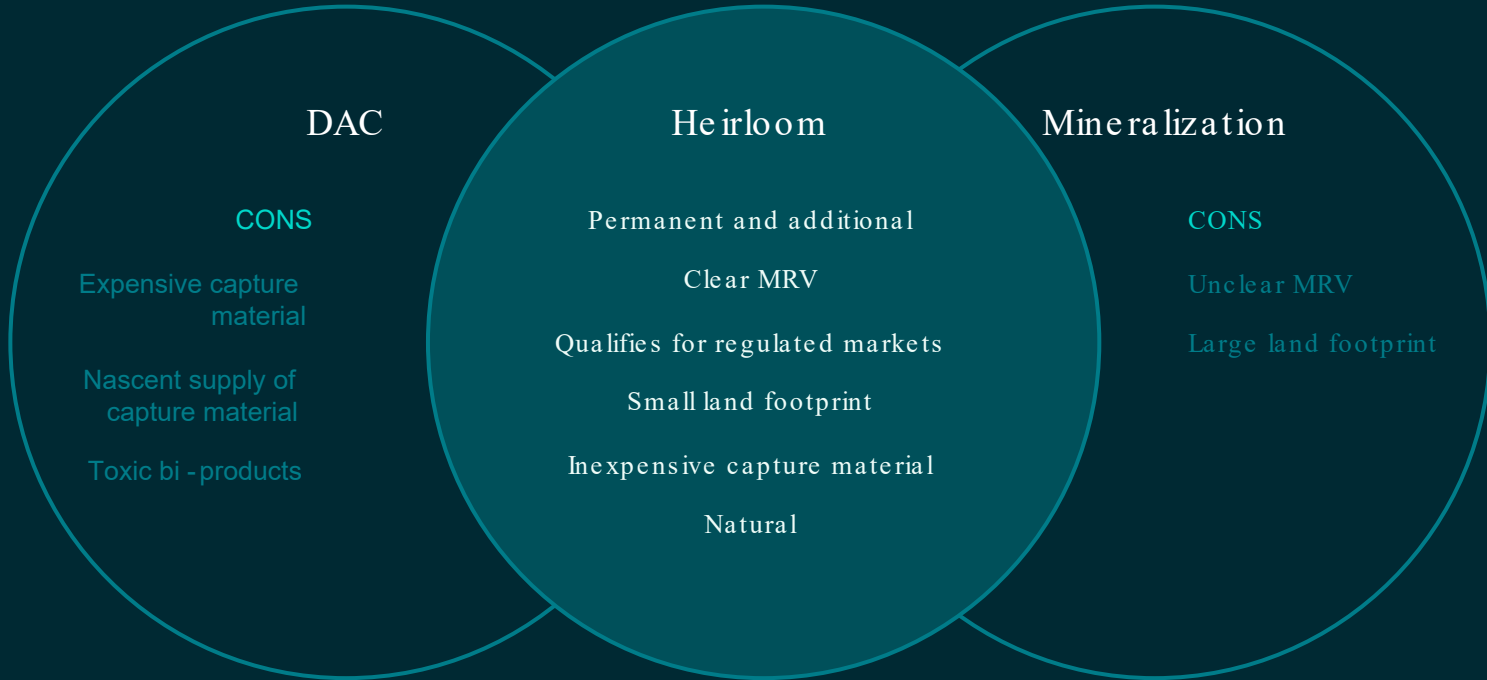 DAC
CONS
Expensive capture
material
Nascent supply of
capture material
Toxic bi-products
Heirloom
Permanent and additional
Clear MRV
Qualifies for regulated markets
Small land footprint
Inexpensive capture material
Natural
Mineralization
CONS
Unclear MRV
Large land footprint